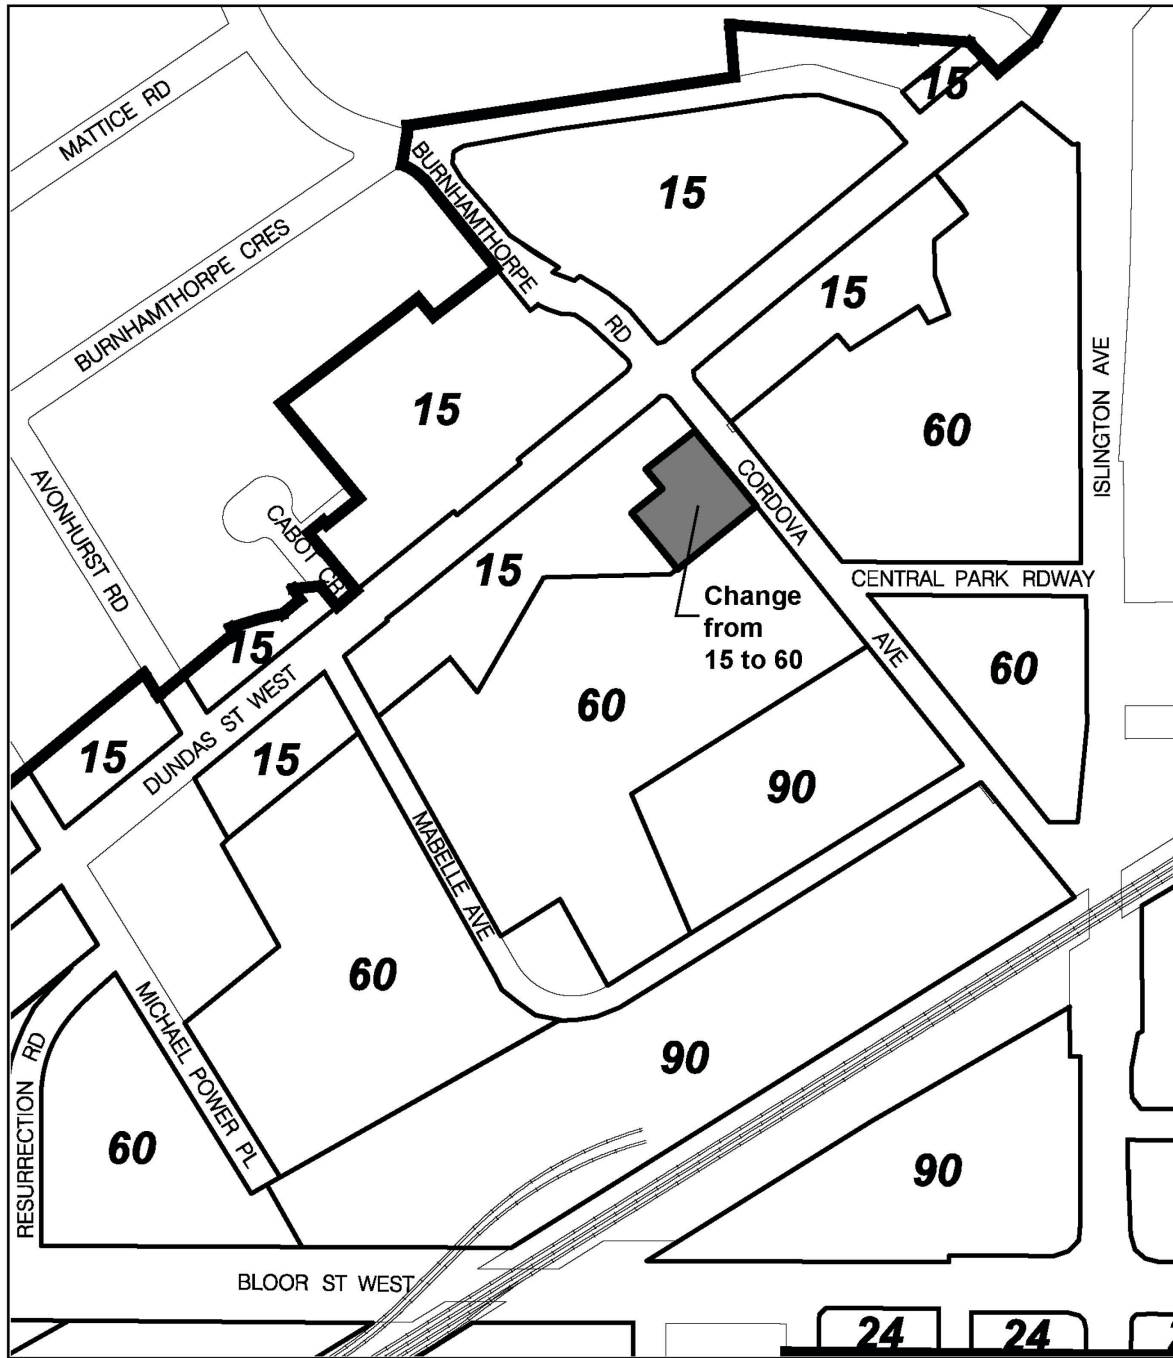 15
MATTICE RD
BURNHAMTHORPE
RD
15
BURNHAMTHORPE CRES
15
ISLINGTON AVE
15
60
CORDOVA
AVE
AVONHURST RD
CABOT CRT
15
CENTRAL PARK RDWAY
Change
from
15 to 60
15
60
60
DUNDAS ST WEST
15
15
90
MABELLE AVE
60
MICHAEL POWER PL
RESURRECTION RD
90
60
90
BLOOR ST WEST
24
24